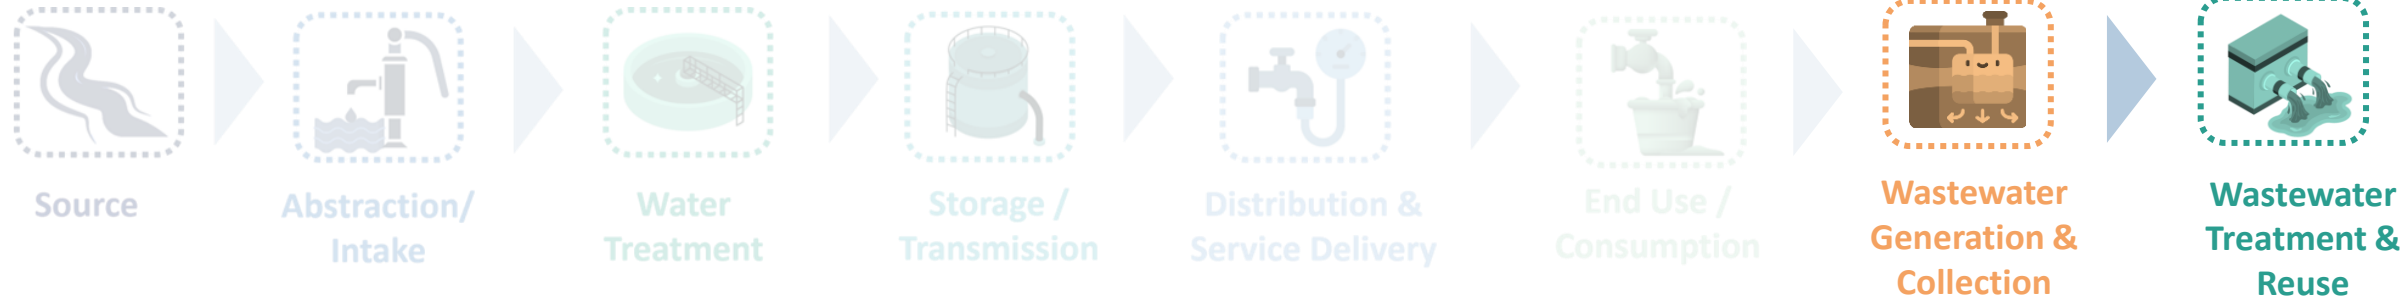 Source
Abstraction/
Intake
Water
Treatment
Storage /
Transmission
Distribution &
Service Delivery
End Use /
Consumption
Wastewater
Generation &
Collection
Wastewater
Treatment &
Reuse